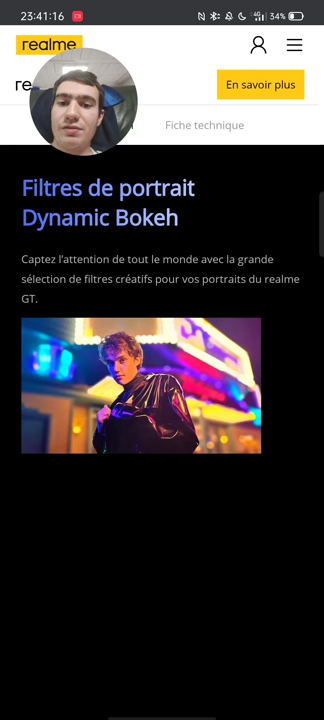 23:41:16
4G
34%
realme
re
En savoir plus
Fiche technique
Filtres de portrait
Dynamic Bokeh
Captez l'attention de tout le monde avec la grande
sélection de filtres créatifs pour vos portraits du realme
GT.